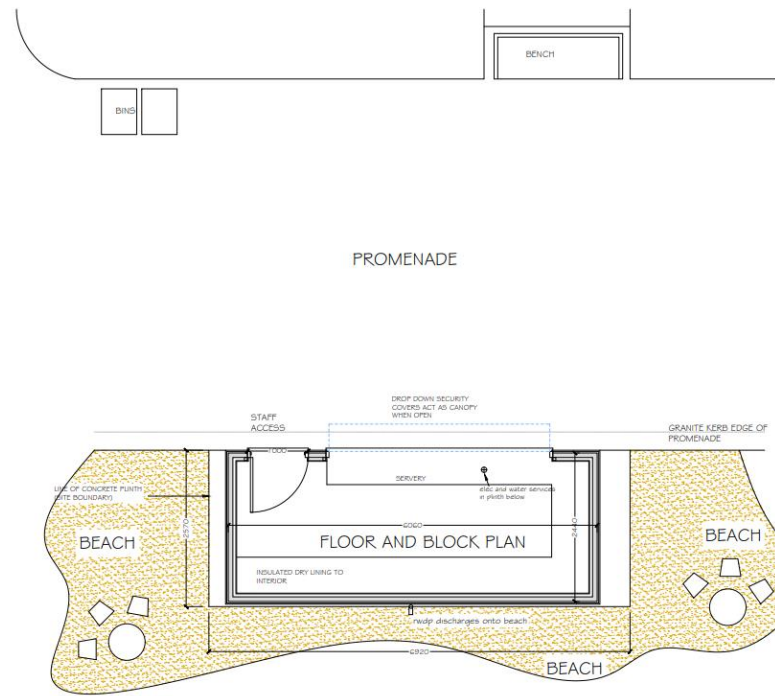 BENCH
BINS
PROMENADE
DROP DOWN SECURITY
COVERS ACT AS CANOPY
WHEN OPEN
STAFF
ACCESS
GRANITE KERB EDGE OF
PROMENADE
1000
SERVERY
elec and water services
in plinth below
LINE OF CONCRETE PLINTH
(SITE BOUNDARY)
2570
6060
2440
BEACH
FLOOR AND BLOCK PLAN
BEACH
INSULATED DRY LINING TO
INTERIOR
rwdp discharges onto beach
6920
BEACH